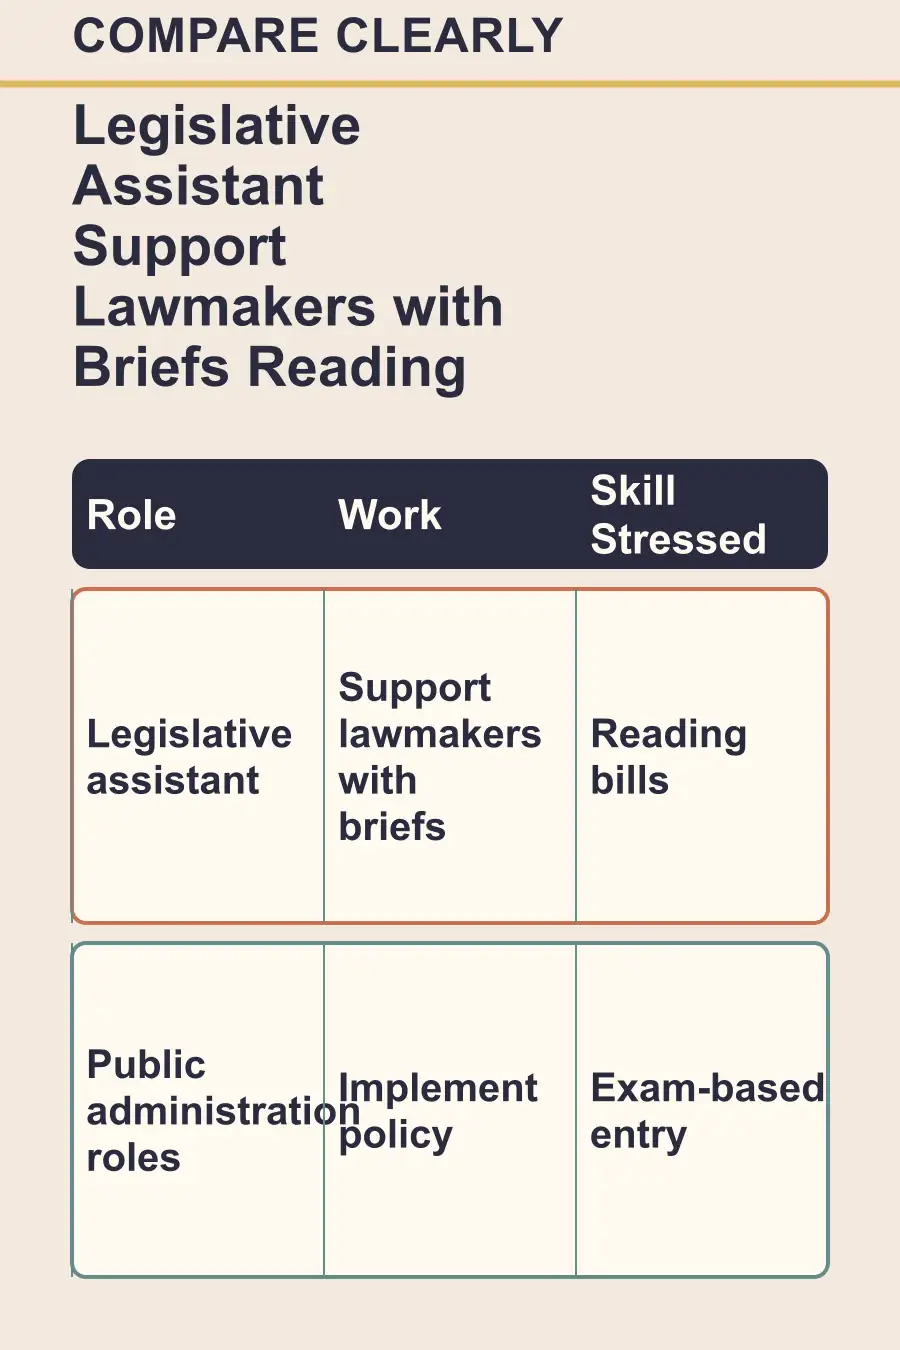 COMPARE CLEARLY
Legislative
Assistant
Support
Lawmakers with
Briefs Reading
Role
Work
Skill
Stressed
Legislative
assistant
Support
lawmakers
with
briefs
Reading
bills
Public
administration
roles
Implement
policy
Exam-based
entry